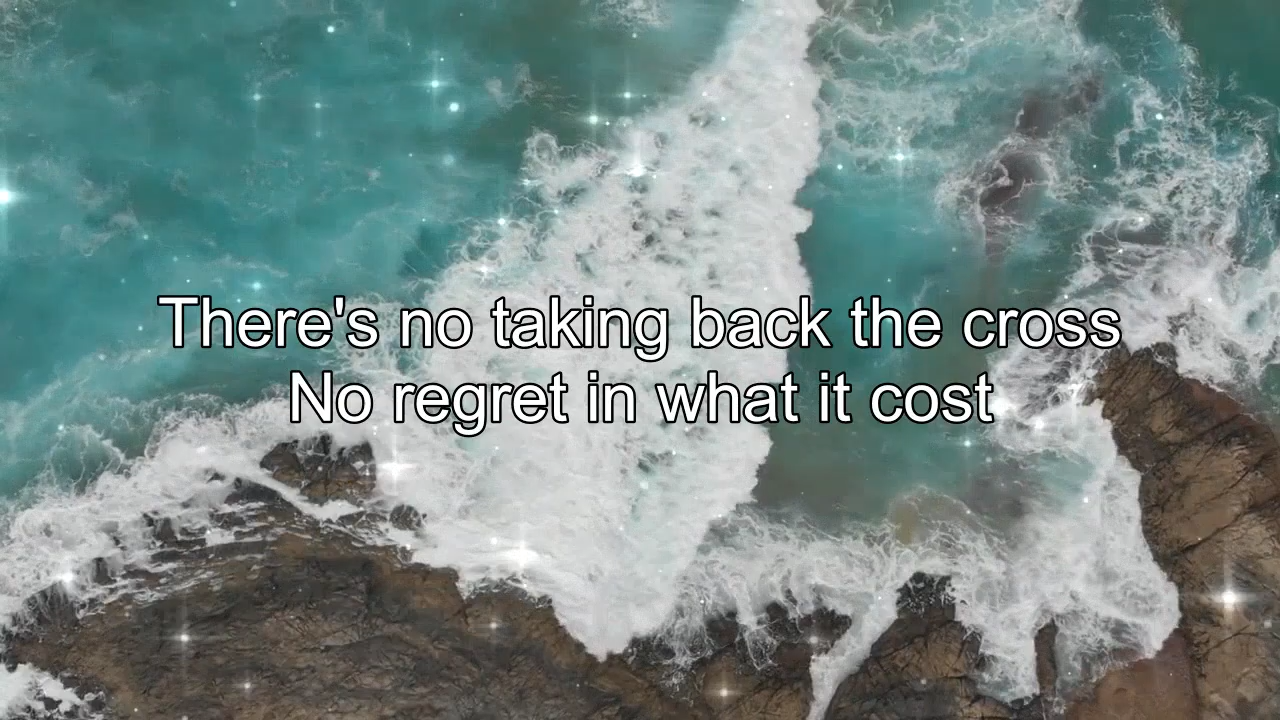 There's no taking back the cross
No regret in what it cost